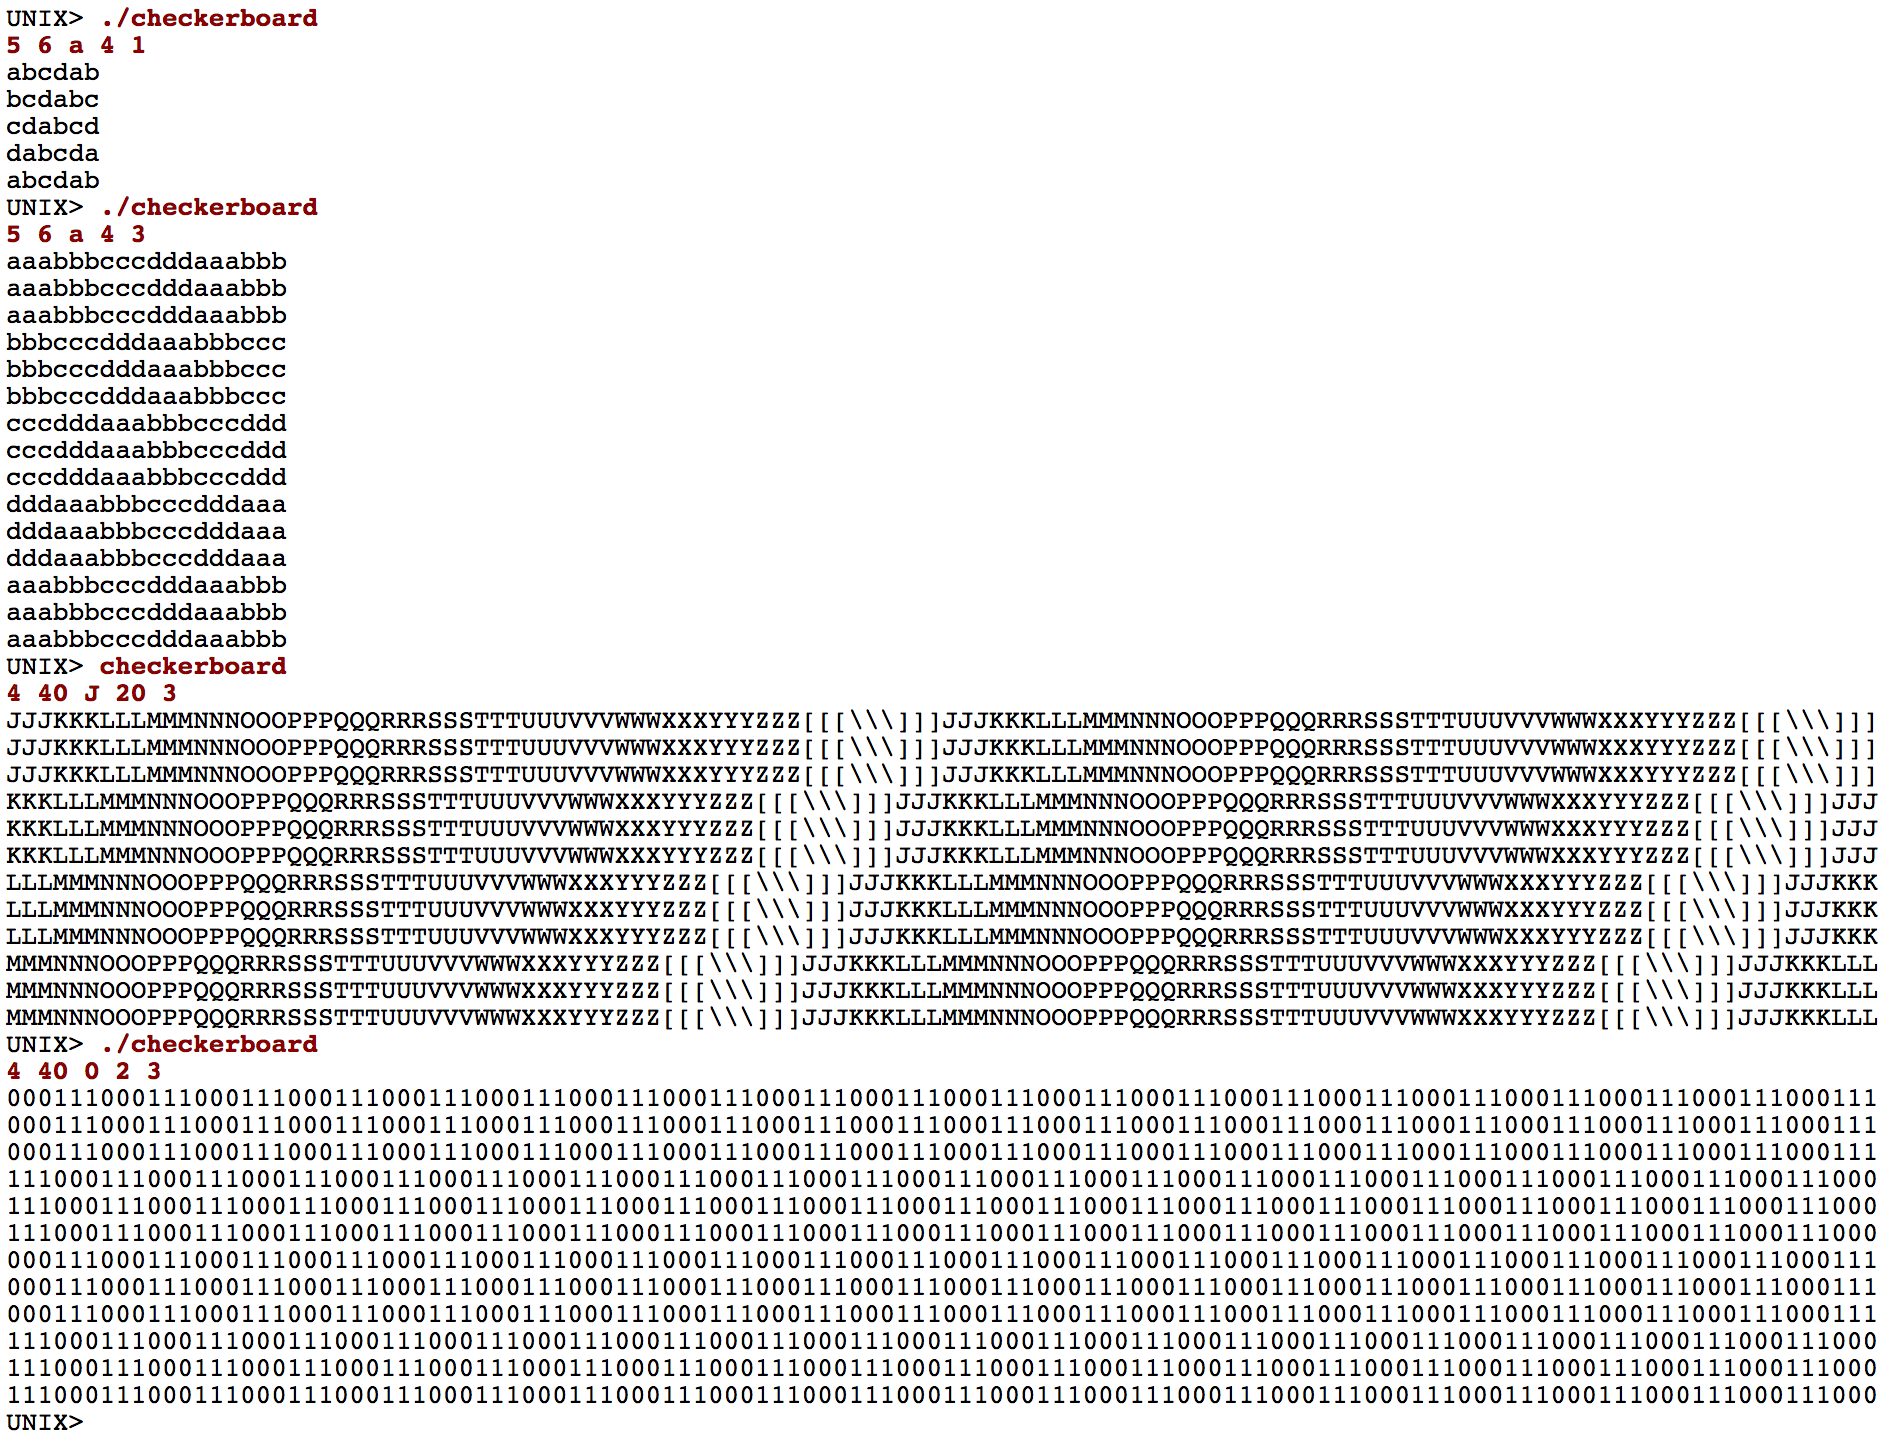 UNIX> ./checkerboard
5 6 a 4 1
abcdab
bcdabc
cdabcd
dabcda
abcdab
UNIX> ./checkerboard
5 6 a 4 3
aaabbbcccdddaaabbb
aaabbbcccdddaaabbb
aaabbbcccdddaaabbb
bbbcccdddaaabbbccc
bbbcccdddaaabbbccc
bbbcccdddaaabbbccc
cccdddaaabbbcccddd
cccdddaaabbbcccddd
cccdddaaabbbcccddd
dddaaabbbcccdddaaa
dddaaabbbcccdddaaa
dddaaabbbcccdddaaa
aaabbbcccdddaaabbb
aaabbbcccdddaaabbb
aaabbbcccdddaaabbb
UNIX> checkerboard
4 40 J 20 3
JJJKKKLLLMMMNNNOOOPPPQQQRRRSSSTTTUUUVVVWWWXXXYYYZZZ[[[\\\]]]JJJKKKLLLMMMNNNOOOPPPQQQRRRSSSTTTUUUVVVWWWXXXYYYZZZ[[[\\\]]]
JJJKKKLLLMMMNNNOOOPPPQQQRRRSSSTTTUUUVVVWWWXXXYYYZZZ[[[\\\]]]JJJKKKLLLMMMNNNOOOPPPQQQRRRSSSTTTUUUVVVWWWXXXYYYZZZ[[[\\\]]]
JJJKKKLLLMMMNNNOOOPPPQQQRRRSSSTTTUUUVVVWWWXXXYYYZZZ[[[\\\]]]JJJKKKLLLMMMNNNOOOPPPQQQRRRSSSTTTUUUVVVWWWXXXYYYZZZ[[[\\\]]]
KKKLLLMMMNNNOOOPPPQQQRRRSSSTTTUUUVVVWWWXXXYYYZZZ[[[\\\]]]JJJKKKLLLMMMNNNOOOPPPQQQRRRSSSTTTUUUVVVWWWXXXYYYZZZ[[[\\\]]]JJJ
KKKLLLMMMNNNOOOPPPQQQRRRSSSTTTUUUVVVWWWXXXYYYZZZ[[[\\\]]]JJJKKKLLLMMMNNNOOOPPPQQQRRRSSSTTTUUUVVVWWWXXXYYYZZZ[[[\\\]]]JJJ
KKKLLLMMMNNNOOOPPPQQQRRRSSSTTTUUUVVVWWWXXXYYYZZZ[[[\\\]]]JJJKKKLLLMMMNNNOOOPPPQQQRRRSSSTTTUUUVVVWWWXXXYYYZZZ[[[\\\]]]JJJ
LLLMMMNNNOOOPPPQQQRRRSSSTTTUUUVVVWWWXXXYYYZZZ[[[\\\]]]JJJKKKLLLMMMNNNOOOPPPQQQRRRSSSTTTUUUVVVWWWXXXYYYZZZ[[[\\\]]]JJJKKK
LLLMMMNNNOOOPPPQQQRRRSSSTTTUUUVVVWWWXXXYYYZZZ[[[\\\]]]JJJKKKLLLMMMNNNOOOPPPQQQRRRSSSTTTUUUVVVWWWXXXYYYZZZ[[[\\\]]]JJJKKK
LLLMMMNNNOOOPPPQQQRRRSSSTTTUUUVVVWWWXXXYYYZZZ[[[\\\]]]JJJKKKLLLMMMNNNOOOPPPQQQRRRSSSTTTUUUVVVWWWXXXYYYZZZ[[[\\\]]]JJJKKK
MMMNNNOOOPPPQQQRRRSSSTTTUUUVVVWWWXXXYYYZZZ[[[\\\]]]JJJKKKLLLMMMNNNOOOPPPQQQRRRSSSTTTUUUVVVWWWXXXYYYZZZ[[[\\\]]]JJJKKKLLL
MMMNNNOOOPPPQQQRRRSSSTTTUUUVVVWWWXXXYYYZZZ[[[\\\]]]JJJKKKLLLMMMNNNOOOPPPQQQRRRSSSTTTUUUVVVWWWXXXYYYZZZ[[[\\\]]]JJJKKKLLL
MMMNNNOOOPPPQQQRRRSSSTTTUUUVVVWWWXXXYYYZZZ[[[\\\]]]JJJKKKLLLMMMNNNOOOPPPQQQRRRSSSTTTUUUVVVWWWXXXYYYZZZ[[[\\\]]]JJJKKKLLL
UNIX> ./checkerboard
4 40 0 2 3
000111000111000111000111000111000111000111000111000111000111000111000111000111000111000111000111000111000111000111000111
000111000111000111000111000111000111000111000111000111000111000111000111000111000111000111000111000111000111000111000111
000111000111000111000111000111000111000111000111000111000111000111000111000111000111000111000111000111000111000111000111
111000111000111000111000111000111000111000111000111000111000111000111000111000111000111000111000111000111000111000111000
111000111000111000111000111000111000111000111000111000111000111000111000111000111000111000111000111000111000111000111000
111000111000111000111000111000111000111000111000111000111000111000111000111000111000111000111000111000111000111000111000
000111000111000111000111000111000111000111000111000111000111000111000111000111000111000111000111000111000111000111000111
000111000111000111000111000111000111000111000111000111000111000111000111000111000111000111000111000111000111000111000111
000111000111000111000111000111000111000111000111000111000111000111000111000111000111000111000111000111000111000111000111
111000111000111000111000111000111000111000111000111000111000111000111000111000111000111000111000111000111000111000111000
111000111000111000111000111000111000111000111000111000111000111000111000111000111000111000111000111000111000111000111000
111000111000111000111000111000111000111000111000111000111000111000111000111000111000111000111000111000111000111000111000
UNIX>